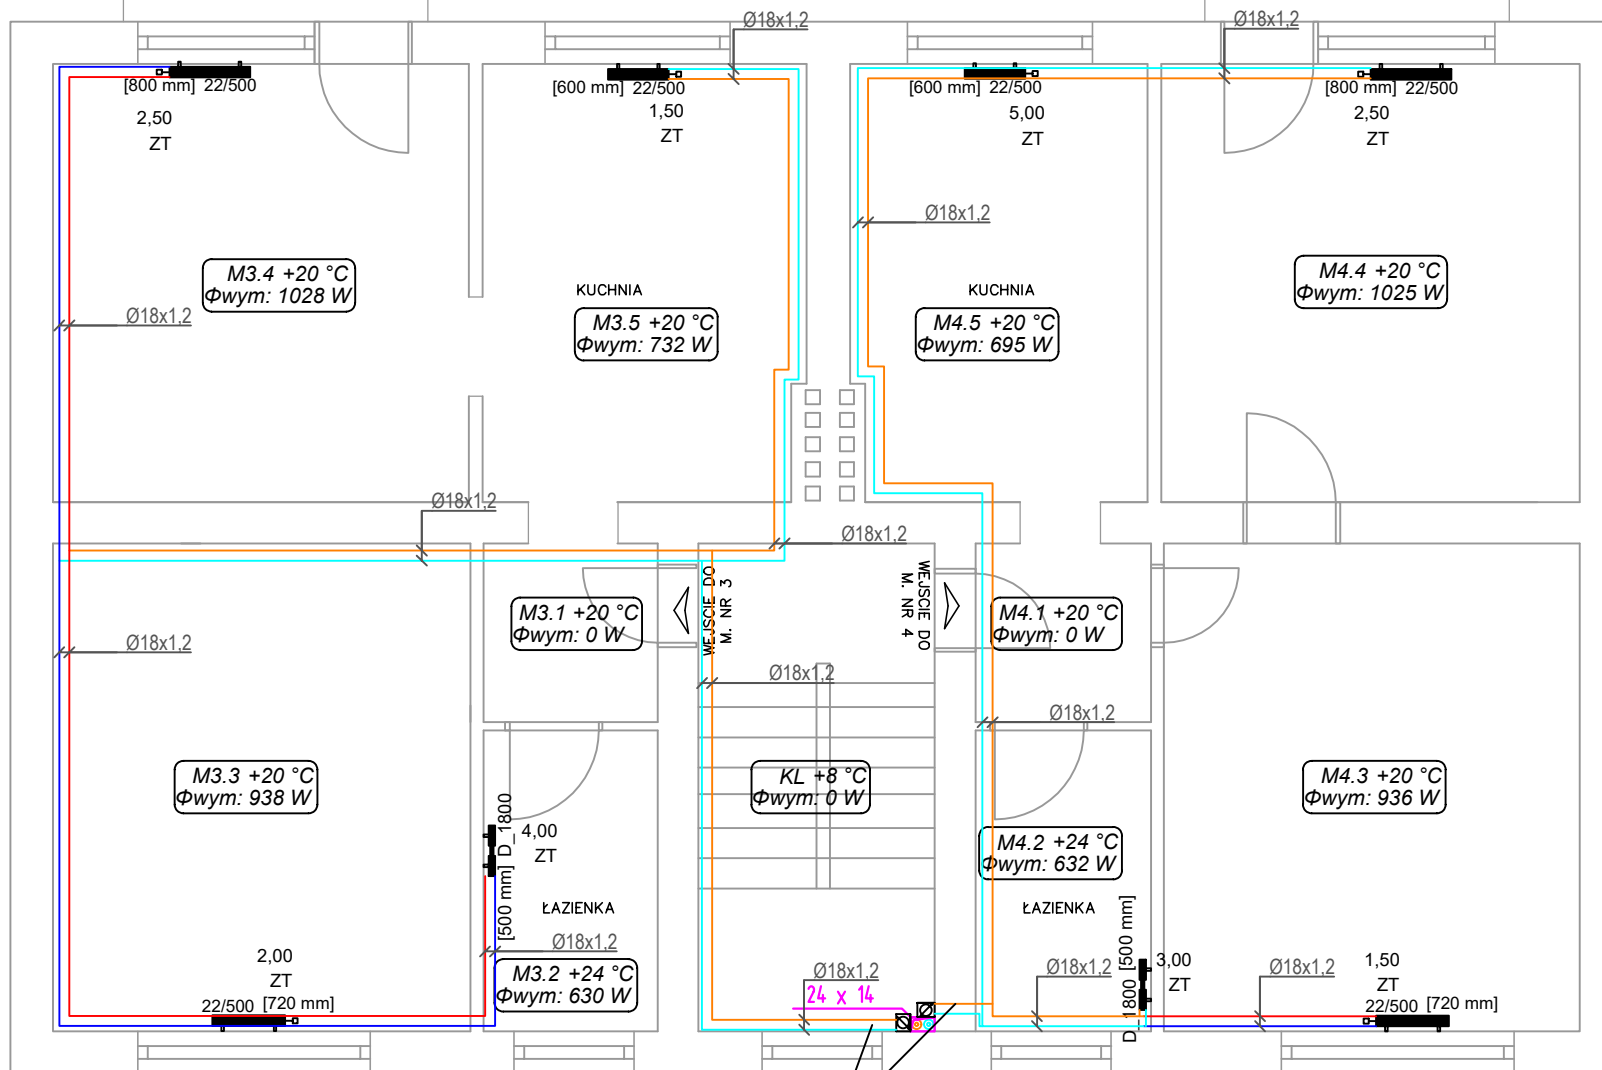 Ø18x1,2
Ø18x1,2
[800 mm] 22/500
2,50
ZT
[600 mm] 22/500
1,50
ZT
[600 mm] 22/500
5,00
ZT
[800 mm] 22/500
2,50
ZT
Ø18x1,2
M3.4 +20 °C
Φwym: 1028 W
KUCHNIA
M3.5 +20 °C
Φwym: 732 W
KUCHNIA
M4.5 +20 °C
Φwym: 695 W
M4.4 +20 °C
Φwym: 1025 W
Ø18x1,2
Ø18x1,2
Ø18x1,2
WEJSCIE DO
M. NR 3
WEJSCIE DO
M. NR 4
M3.1 +20 °C
Φwym: 0 W
M4.1 +20 °C
Φwym: 0 W
Ø18x1,2
Ø18x1,2
Ø18x1,2
M3.3 +20 °C
Φwym: 938 W
KL +8 °C
Φwym: 0 W
M4.3 +20 °C
Φwym: 936 W
[500 mm] D_1800
4,00
ZT
M4.2 +24 °C
Φwym: 632 W
ŁAZIENKA
ŁAZIENKA
Ø18x1,2
2,00
ZT
22/500 [720 mm]
M3.2 +24 °C
Φwym: 630 W
Ø18x1,2
24 x 14
Ø18x1,2
D_1800 [500 mm]
3,00
ZT
Ø18x1,2
1,50
ZT
22/500 [720 mm]